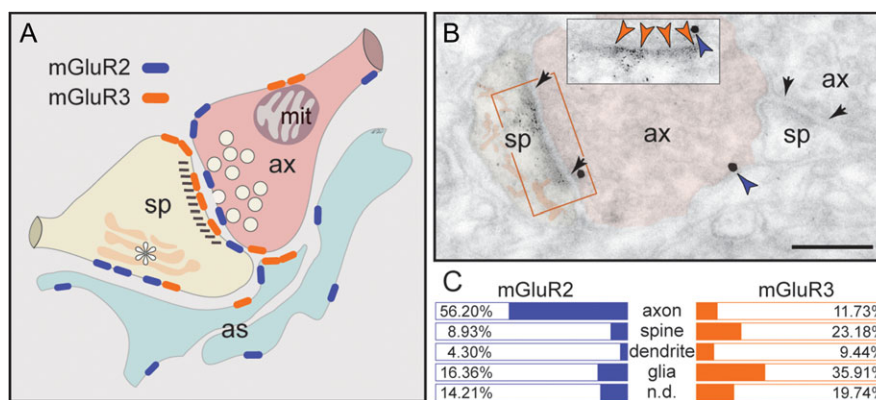 A
mGluR2
mGluR3
mit
ax
sp
as
B
ax
sp
ax
sp
C
mGluR2 mGluR3
56.20% axon 11.73%
8.93% spine 23.18%
4.30% dendrite 9.44%
16.36% glia 35.91%
14.21% n.d. 19.74%